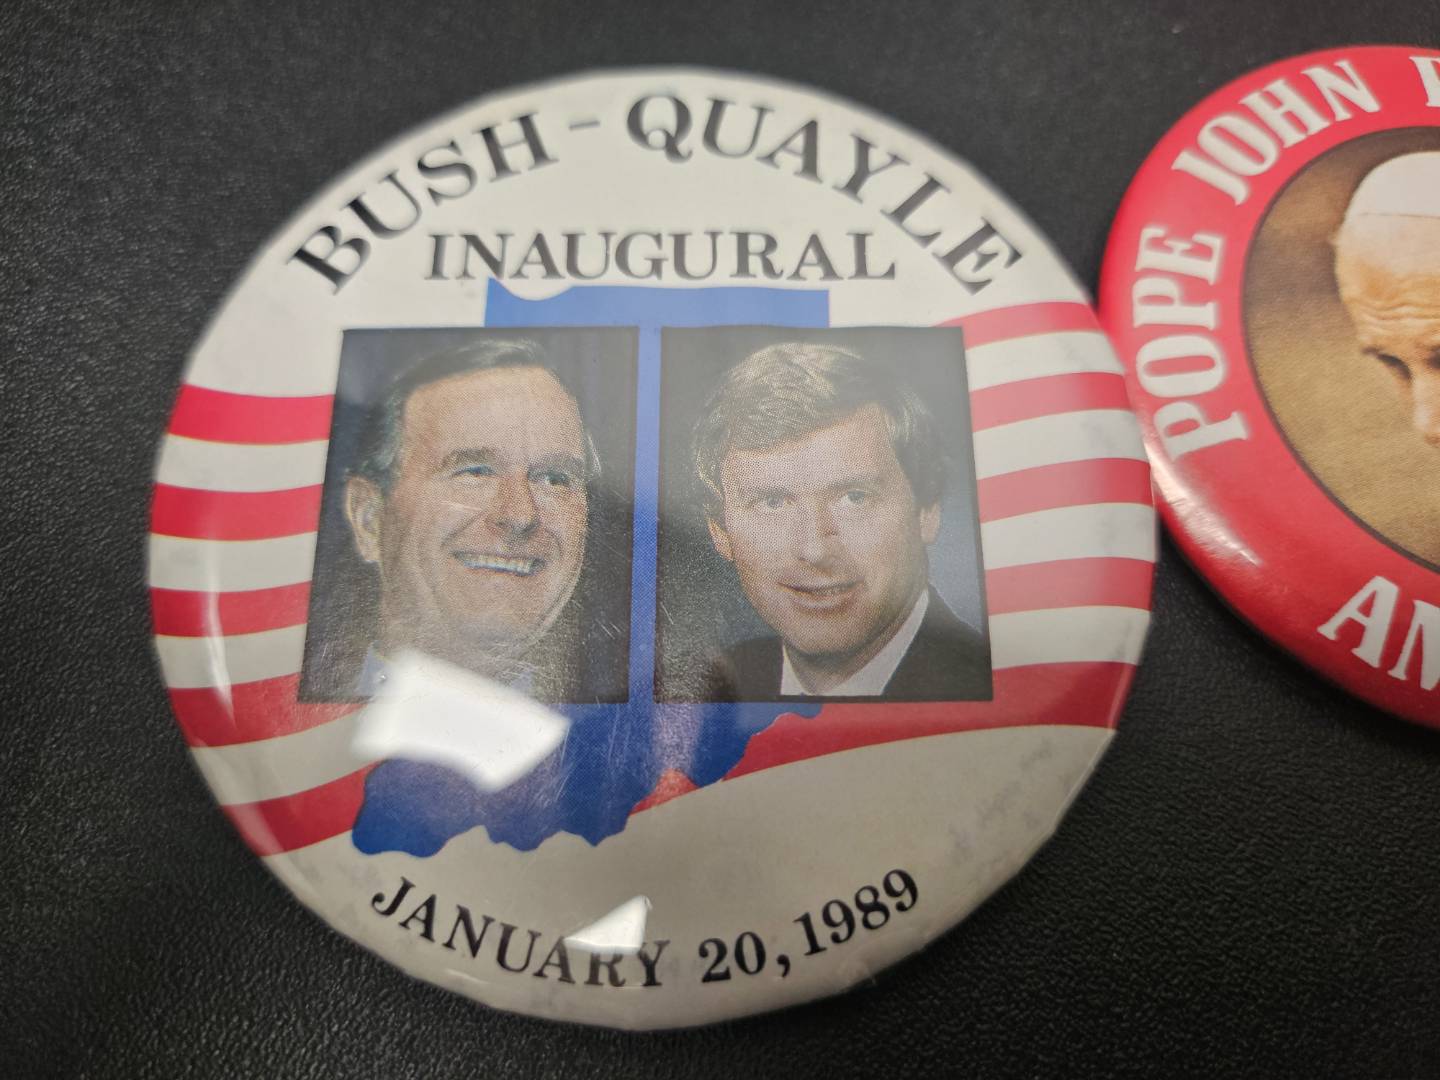 BUSH - QUAYLE
INAUGURAL
JANUARY 20, 1989
POPE JOHN